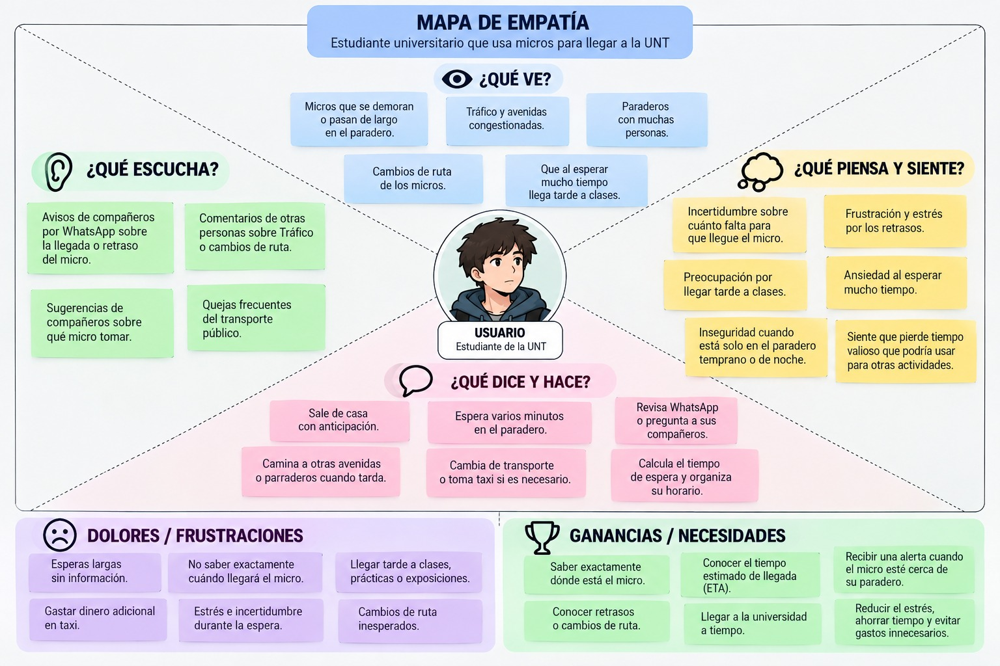 MAPA DE EMPATÍA
Estudiante universitario que usa micros para llegar a la UNT
¿QUÉ VE?
Micros que se demoran
o pasan de largo
en el paradero.
Tráfico y avenidas
congestionadas.
Paraderos
con muchas
personas.
Cambios de ruta
de los micros.
Que al esperar
mucho tiempo
llega tarde a clases.
¿QUÉ ESCUCHA?
Avisos de compañeros
por WhatsApp sobre
la llegada o retraso
del micro.
Comentarios de otras
personas sobre Tráfico
o cambios de ruta.
Sugerencias de
compañeros sobre
qué micro tomar.
Quejas frecuentes
del transporte
público.
¿QUÉ PIENSA Y SIENTE?
Incertidumbre sobre
cuánto falta para
que llegue el micro.
Frustración y estrés
por los retrasos.
Preocupación por
llegar tarde a clases.
Ansiedad al esperar
mucho tiempo.
Inseguridad cuando
está solo en el paradero
temprano o de noche.
Siente que pierde tiempo
valioso que podría usar
para otras actividades.
USUARIO
Estudiante de la UNT
¿QUÉ DICE Y HACE?
Sale de casa
con anticipación.
Espera varios minutos
en el paradero.
Revisa WhatsApp
o pregunta a sus
compañeros.
Camina a otras avenidas
o parraderos cuando tarda.
Cambia de transporte
o toma taxi si es necesario.
Calcula el tiempo
de espera y organiza
su horario.
DOLORES / FRUSTRACIONES
Esperas largas
sin información.
No saber exactamente
cuándo llegará el micro.
Llegar tarde a clases,
prácticas o exposiciones.
Gastar dinero adicional
en taxi.
Estrés e incertidumbre
durante la espera.
Cambios de ruta
inesperados.
GANANCIAS / NECESIDADES
Saber exactamente
dónde está el micro.
Conocer el tiempo
estimado de llegada
(ETA).
Recibir una alerta cuando
el micro esté cerca de
su paradero.
Conocer retrasos
o cambios de ruta.
Llegar a la universidad
a tiempo.
Reducir el estrés,
ahorrar tiempo y evitar
gastos innecesarios.